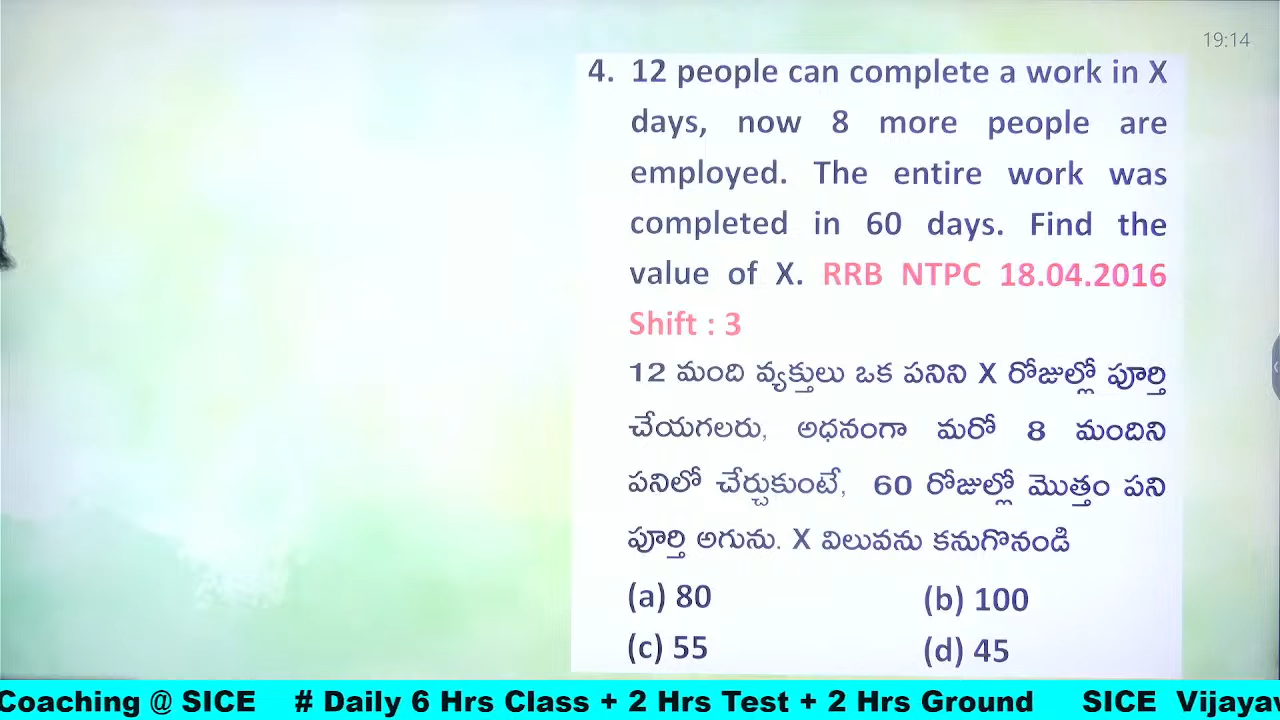 19:14
4. 12 people can complete a work in X
days, now 8 more people are
employed. The entire work was
completed in 60 days. Find the
value of X. RRB NTPC 18.04.2016
Shift : 3
12 మంది వ్యక్తులు ఒక పనిని X రోజుల్లో పూర్తి
చేయగలరు, అధనంగా మరో 8 మందిని
పనిలో చేర్చుకుంటే, 60 రోజుల్లో మొత్తం పని
పూర్తి అగును. X విలువను కనుగొనండి
(a) 80 (b) 100
(c) 55 (d) 45
Coaching @ SICE # Daily 6 Hrs Class + 2 Hrs Test + 2 Hrs Ground SICE